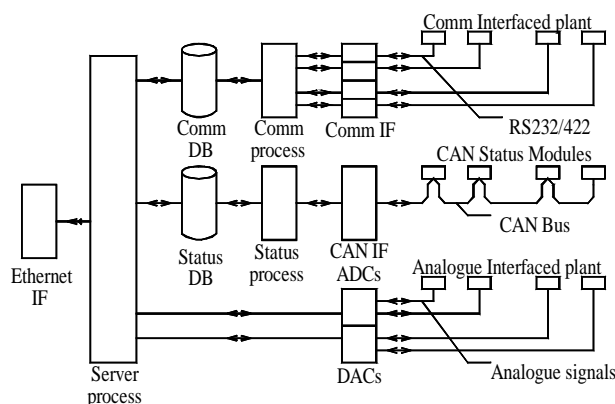 Comm Interfaced plant
Comm
DB
Comm
process
Comm IF
RS232/422
CAN Status Modules
Ethernet
IF
Status
DB
Status
process
CAN IF
CAN Bus
ADCs
Analogue Interfaced plant
Server
process
DACs
Analogue signals